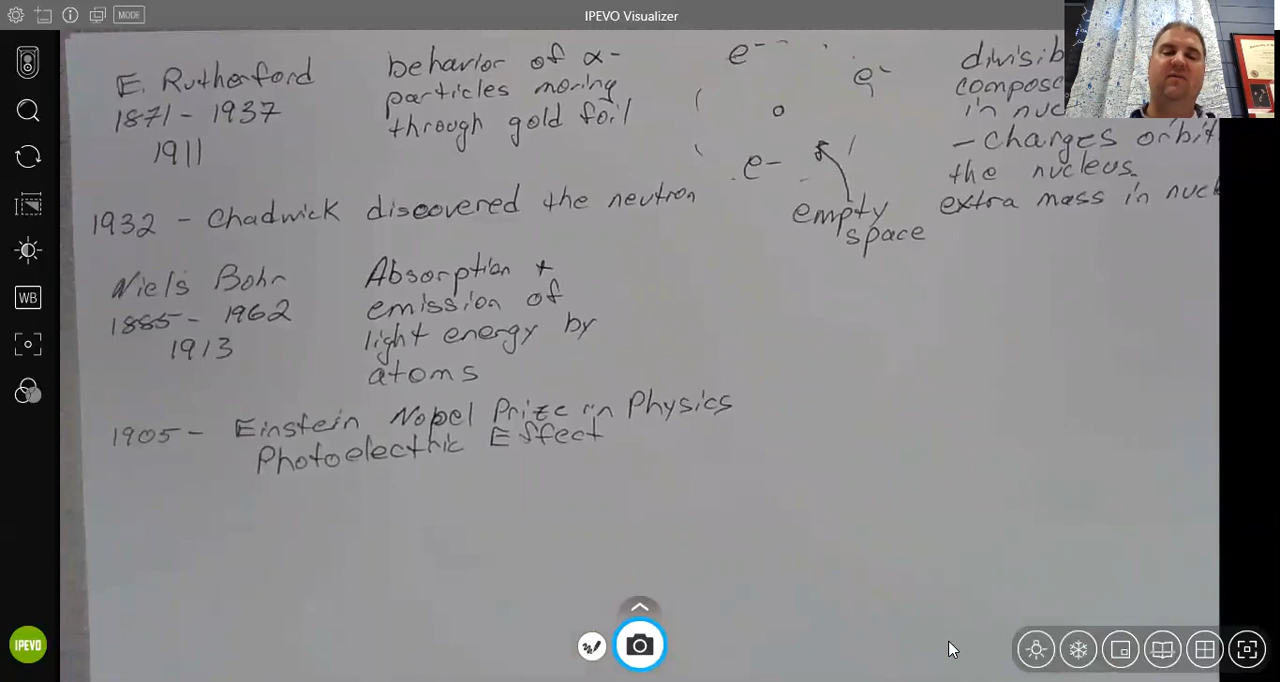 IPEVO Visualizer
MODE
E. Rutherford
1871 - 1937
1911
behavior of α-
particles moving
through gold foil
e-
e-
e-
empty
space
divisib
compose
in nuc
- charges orbit
the nucleus.
extra mass in nucl
1932 - Chadwick discovered the neutron
Niels Bohr
1885 - 1962
1913
Absorption +
emission of
light energy by
atoms
1905 - Einstein Nobel Prize in Physics
Photoelectric Effect
WB
IPEVO